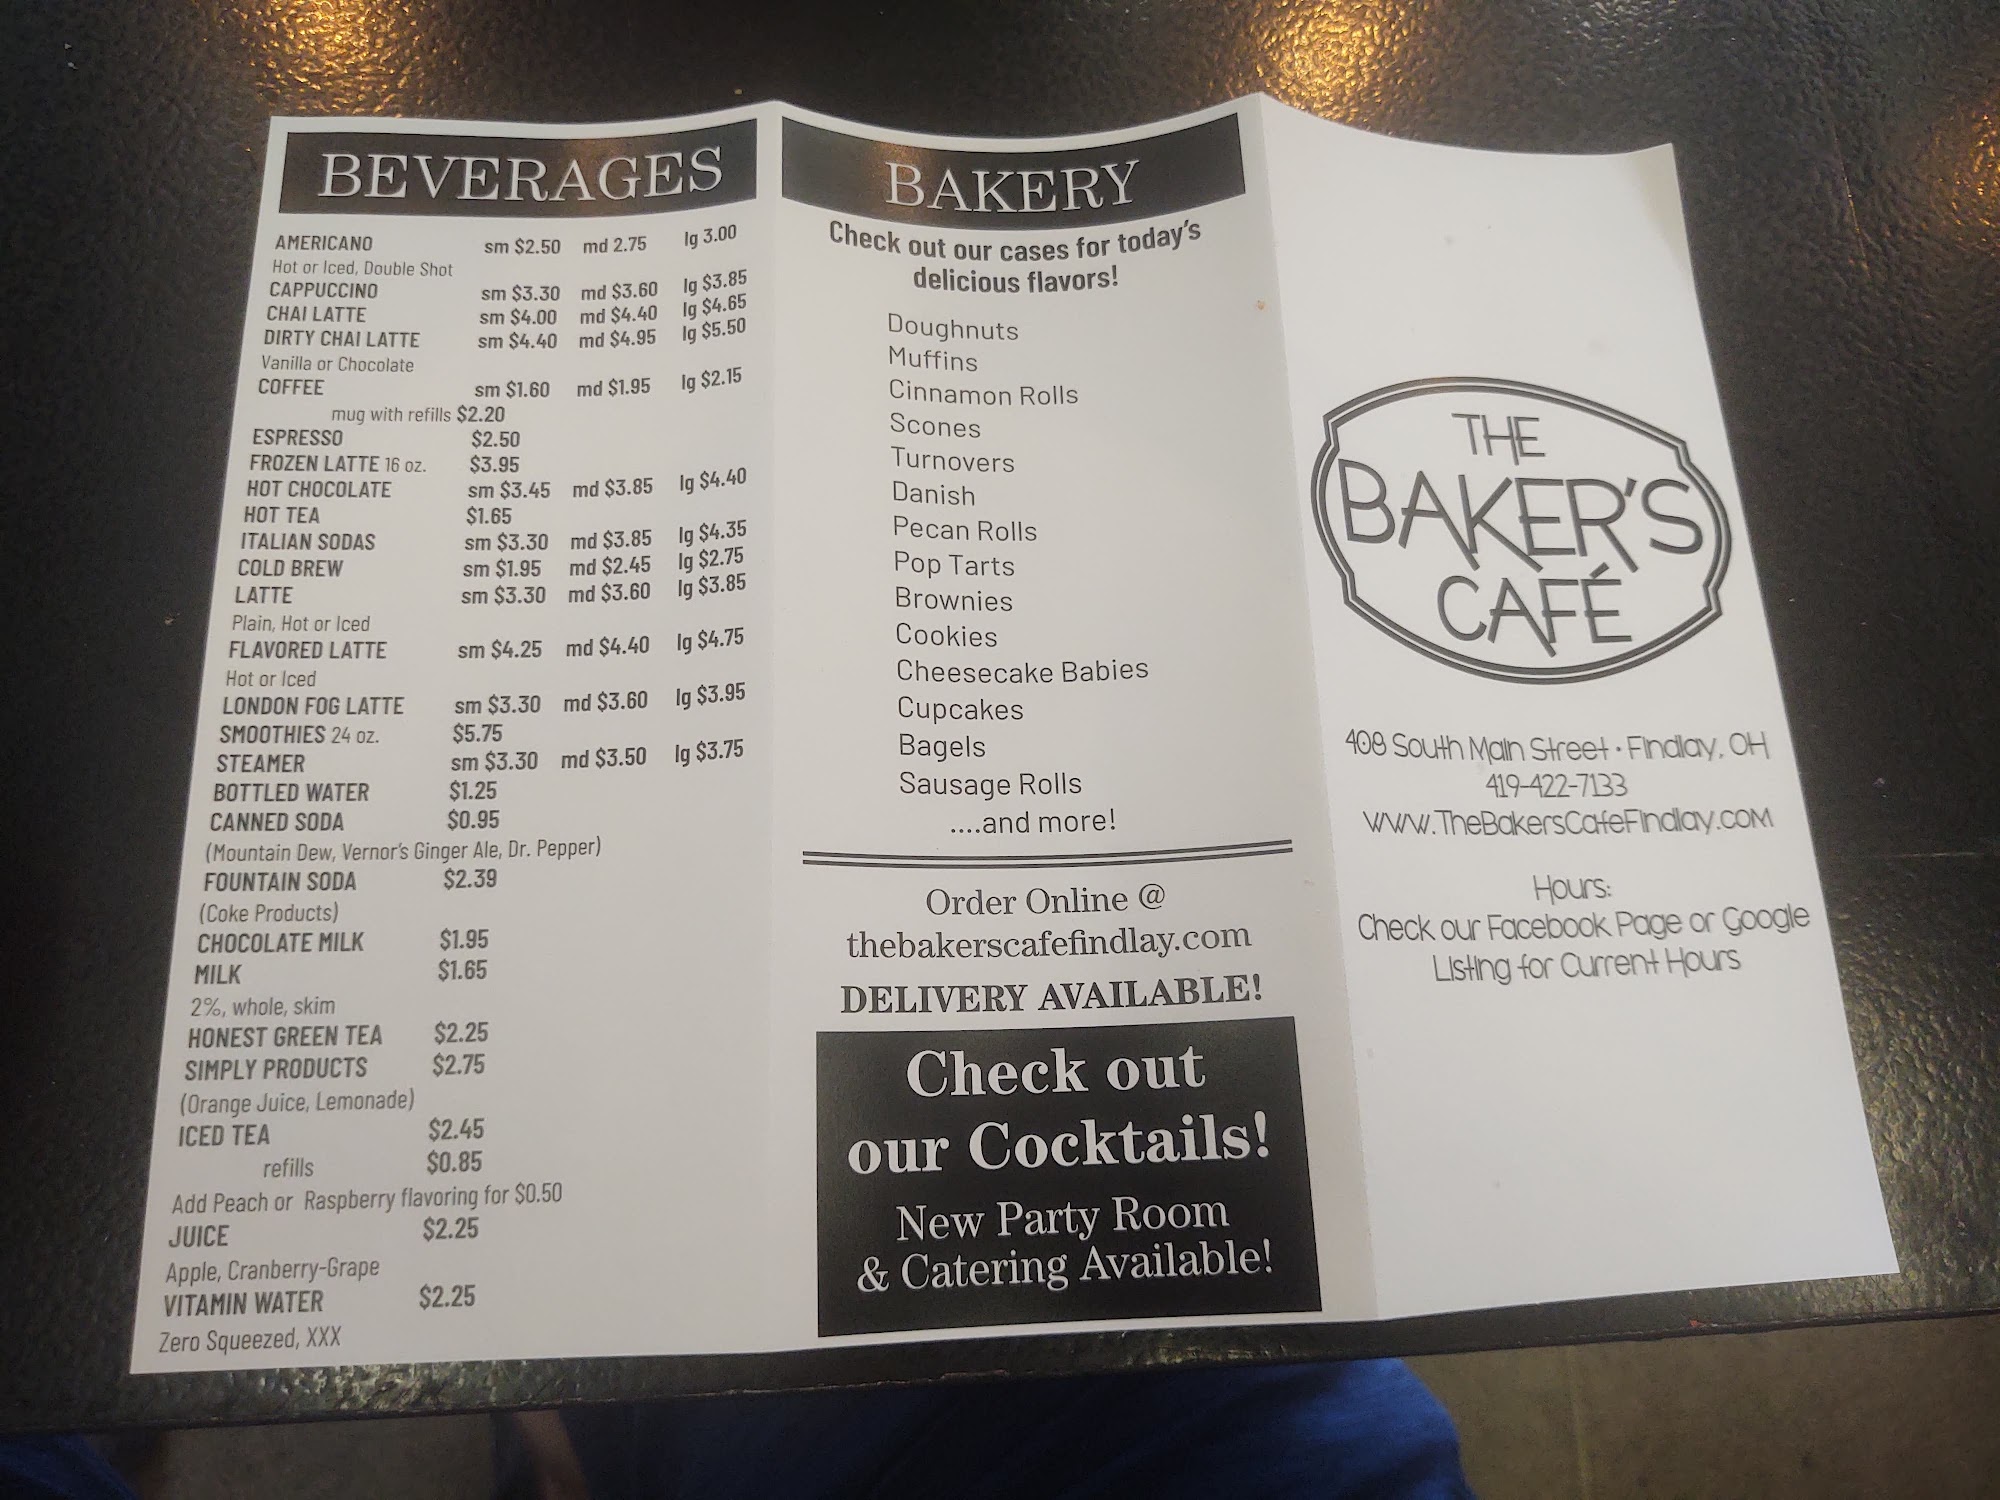 BEVERAGES
AMERICANO sm $2.50 md 2.75 lg 3.00
Hot or Iced, Double Shot
CAPPUCCINO sm $3.30 md $3.60 lg $3.85
CHAI LATTE sm $4.00 md $4.40 lg $4.65
DIRTY CHAI LATTE sm $4.40 md $4.95 lg $5.50
Vanilla or Chocolate
COFFEE sm $1.60 md $1.95 lg $2.15
mug with refills $2.20
ESPRESSO $2.50
FROZEN LATTE 16 oz. $3.95
HOT CHOCOLATE sm $3.45 md $3.85 lg $4.40
HOT TEA $1.65
ITALIAN SODAS sm $3.30 md $3.85 lg $4.35
COLD BREW sm $1.95 md $2.45 lg $2.75
LATTE sm $3.30 md $3.60 lg $3.85
Plain, Hot or Iced
FLAVORED LATTE sm $4.25 md $4.40 lg $4.75
Hot or Iced
LONDON FOG LATTE sm $3.30 md $3.60 lg $3.95
SMOOTHIES 24 oz. $5.75
STEAMER sm $3.30 md $3.50 lg $3.75
BOTTLED WATER $1.25
CANNED SODA $0.95
(Mountain Dew, Vernor's Ginger Ale, Dr. Pepper)
FOUNTAIN SODA $2.39
(Coke Products)
CHOCOLATE MILK $1.95
MILK $1.65
2%, whole, skim
HONEST GREEN TEA $2.25
SIMPLY PRODUCTS $2.75
(Orange Juice, Lemonade)
ICED TEA $2.45
refills $0.85
Add Peach or Raspberry flavoring for $0.50
JUICE $2.25
Apple, Cranberry-Grape
VITAMIN WATER $2.25
Zero Squeezed, XXX
BAKERY
Check out our cases for today's
delicious flavors!
Doughnuts
Muffins
Cinnamon Rolls
Scones
Turnovers
Danish
Pecan Rolls
Pop Tarts
Brownies
Cookies
Cheesecake Babies
Cupcakes
Bagels
Sausage Rolls
....and more!
Order Online @
thebakerscafefindlay.com
DELIVERY AVAILABLE!
Check out
our Cocktails!
New Party Room
& Catering Available!
THE
BAKER'S
CAFÉ
408 South Main Street • Findlay, OH
419-422-7133
www.TheBakersCafeFindlay.com
Hours:
Check our Facebook Page or Google
Listing for Current Hours